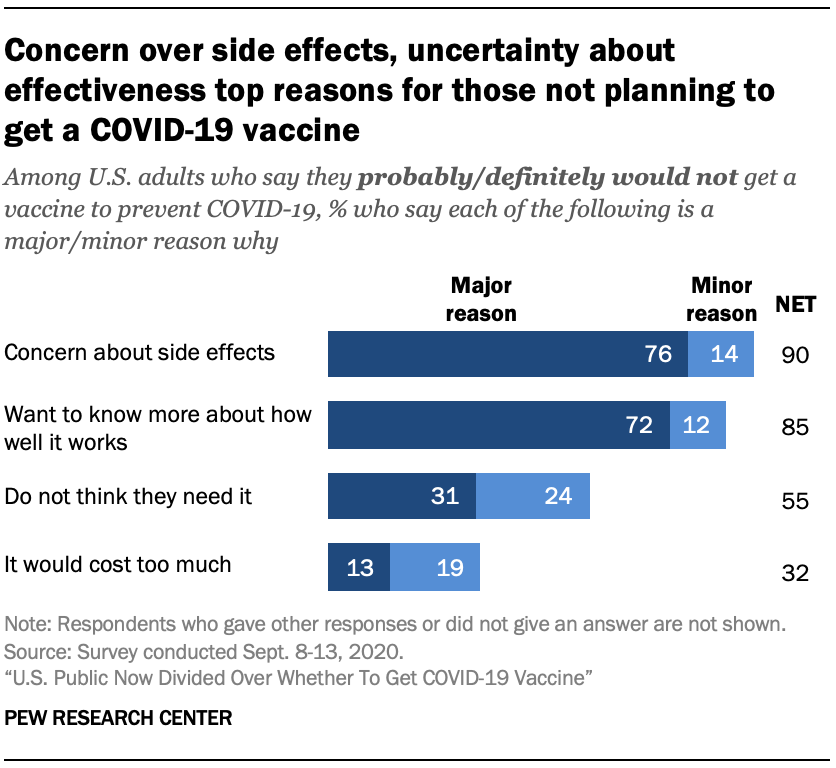 Concern over side effects, uncertainty about
effectiveness top reasons for those not planning to
get a COVID-19 vaccine
Among U.S. adults who say they probably/definitely would not get a
vaccine to prevent COVID-19, % who say each of the following is a
major/minor reason why
Major
reason
Minor
reason
NET
Concern about side effects 76 14 90
Want to know more about how
well it works 72 12 85
Do not think they need it 31 24 55
It would cost too much 13 19 32
Note: Respondents who gave other responses or did not give an answer are not shown.
Source: Survey conducted Sept. 8-13, 2020.
“U.S. Public Now Divided Over Whether To Get COVID-19 Vaccine”
PEW RESEARCH CENTER